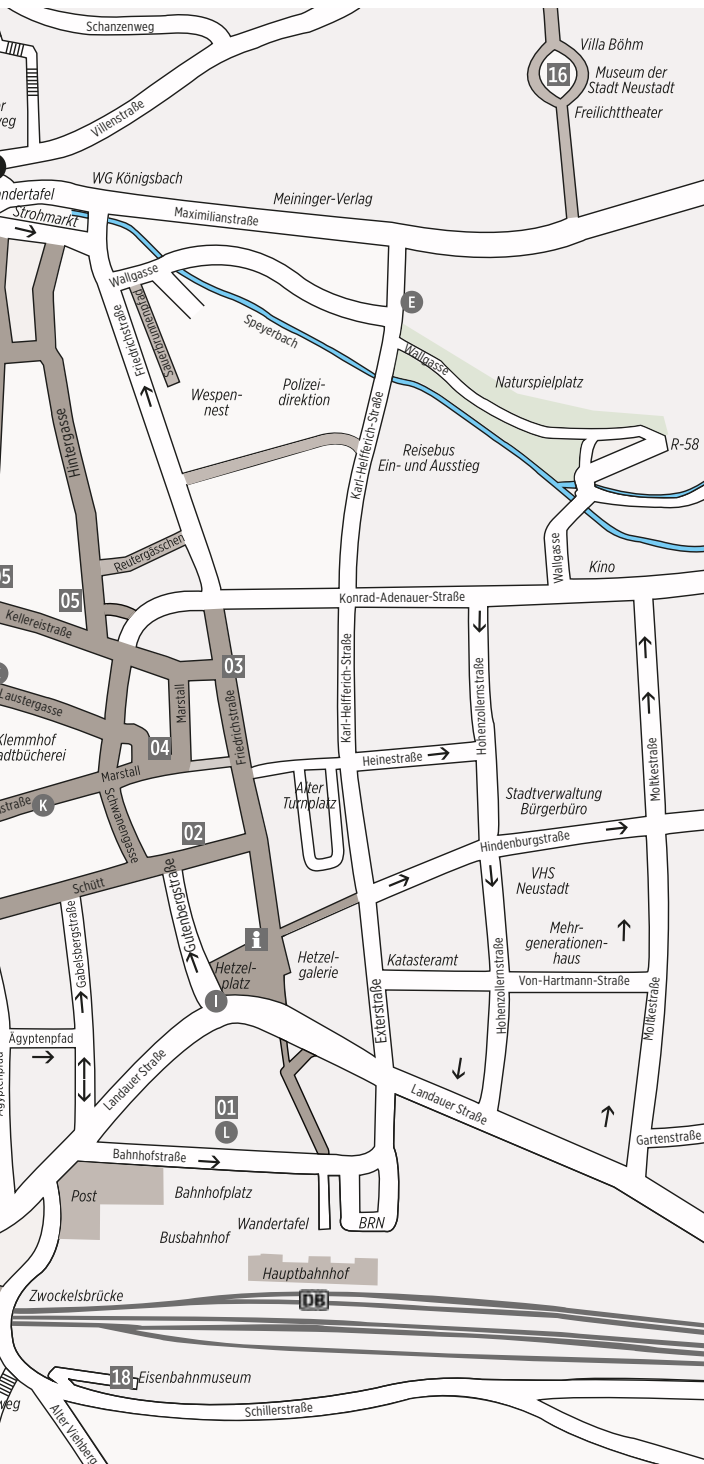 Schanzenweg
Villa Böhm
16
Museum der
Stadt Neustadt
Freilichttheater
Villenstraße
WG Königsbach
Meininger-Verlag
Strohmarkt
Maximilianstraße
Wallgasse
Sauerbrunnenpfad
Friedrichstraße
E
Speyerbach
Wallgasse
Naturspielplatz
Wespen-
nest
Polizei-
direktion
Karl-Helfferich-Straße
Hintergasse
Reisebus
Ein- und Ausstieg
R-58
Reutergässchen
Wallgasse
Kino
05
05
Konrad-Adenauer-Straße
Kellereistraße
03
Karl-Helfferich-Straße
Hohenzollernstraße
Laustergasse
Marstall
Friedrichstraße
Klemmhof
04
Heinestraße
Moltkestraße
Marstall
Alter
Turnplatz
Stadtverwaltung
Bürgerbüro
K
Schwanengasse
02
Hindenburgstraße
Schütt
Gutenbergstraße
VHS
Neustadt
Gabelsbergstraße
i
Mehr-
generationen-
haus
Hetzel-
platz
Hetzel-
galerie
Katasteramt
Von-Hartmann-Straße
I
Exterstraße
Hohenzollernstraße
Moltkestraße
Ägyptenpfad
Ägyptenpfad
Landauer Straße
Landauer Straße
01
L
Gartenstraße
Bahnhofstraße
Post
Bahnhofplatz
Wandertafel
BRN
Busbahnhof
Hauptbahnhof
Zwockelsbrücke
DB
18
Eisenbahnmuseum
Schillerstraße
Alter Viehberg